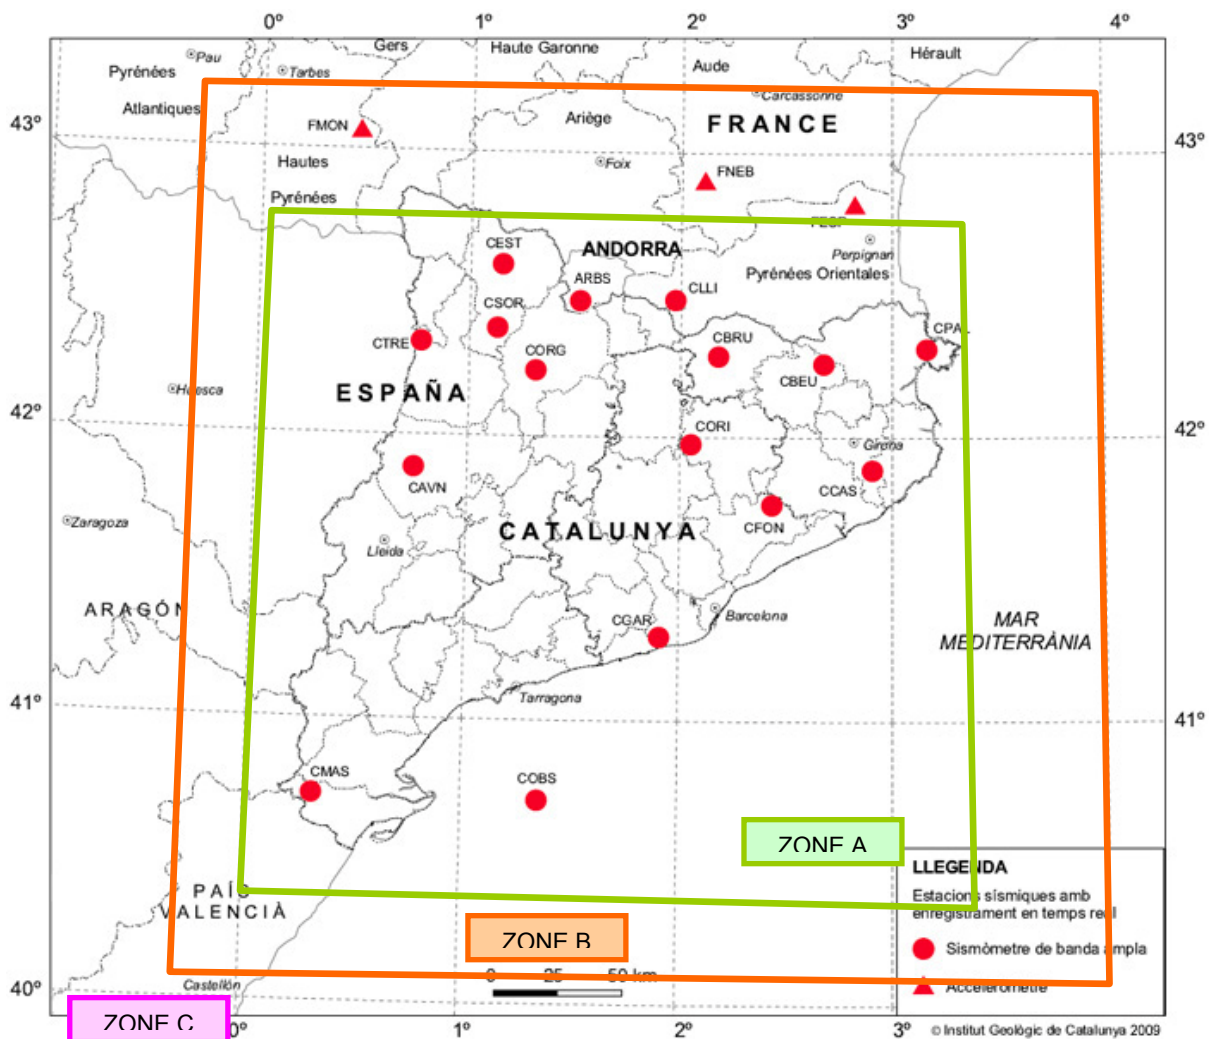 0º 1º 2º 3º 4º
Gers
Haute Garonne
Hérault
Pau
Aude
Pyrénées
Tarbes
Atlantiques
Carcassonne
43º
FMON
Ariège
FRANCE
43º
Hautes
Foix
FNEB
Pyrénées
CEST
ANDORRA
Perpignan
ARBS
Pyrénées Orientales
CLLI
CSOR
CTRE
CBRU
CORG
CBEU
Huesca
ESPAÑA
42º
42º
CORI
Girona
CAVN
CCAS
Zaragoza
CATALUNYA
CFON
Lleida
ARAGÓN
CGAR
Barcelona
MAR
MEDITERRÀNIA
41º
Tarragona
41º
CMAS
COBS
ZONE A
LLEGENDA
PAÍS
VALENCIÀ
Estacions sísmiques amb
enregistrament en temps real
ZONE B
Sismòmetre de banda ampla
0 25 50 km
Castellón
Accelerometre
40º
ZONE C
0º 1º 2º 3º
© Institut Geològic de Catalunya 2009